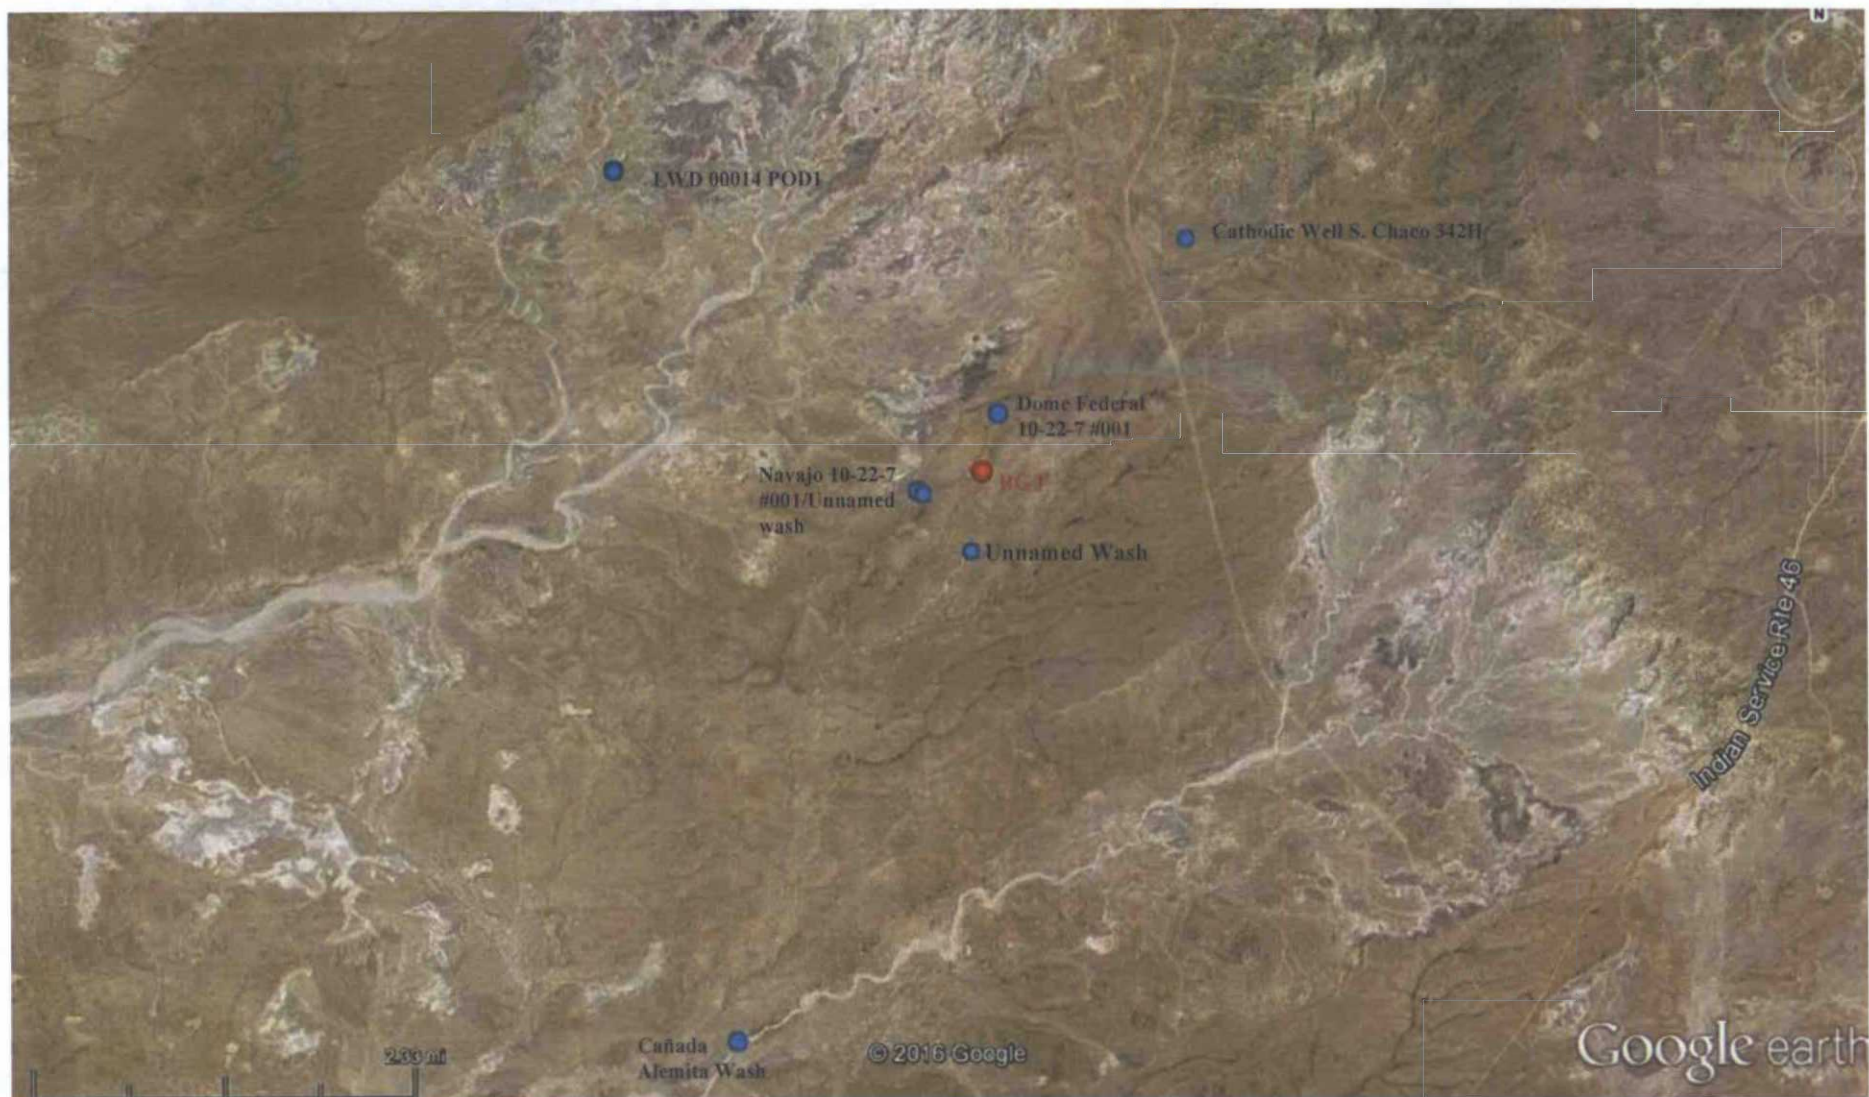 N
LWD 00014 POD1
Cathodic Well S. Chaco 342H
Dome Federal
10-22-7 #001
BGT
Navajo 10-22-7
#001/Unnamed
wash
Unnamed Wash
Indian Service Rte 46
Cañada
Alemita Wash
2.33 mi
© 2016 Google
Google earth